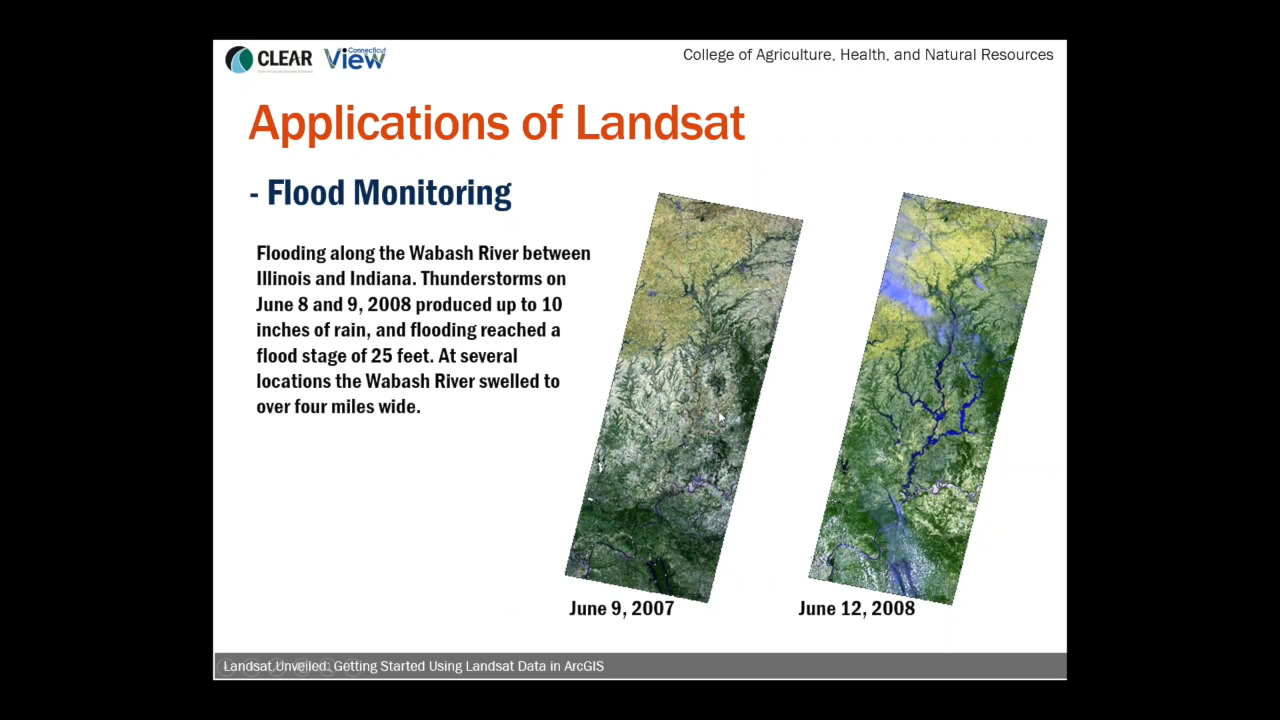 CLEAR
Connecticut
View
College of Agriculture, Health, and Natural Resources
Applications of Landsat
- Flood Monitoring
Flooding along the Wabash River between
Illinois and Indiana. Thunderstorms on
June 8 and 9, 2008 produced up to 10
inches of rain, and flooding reached a
flood stage of 25 feet. At several
locations the Wabash River swelled to
over four miles wide.
June 9, 2007
June 12, 2008
Landsat Unveiled: Getting Started Using Landsat Data in ArcGIS